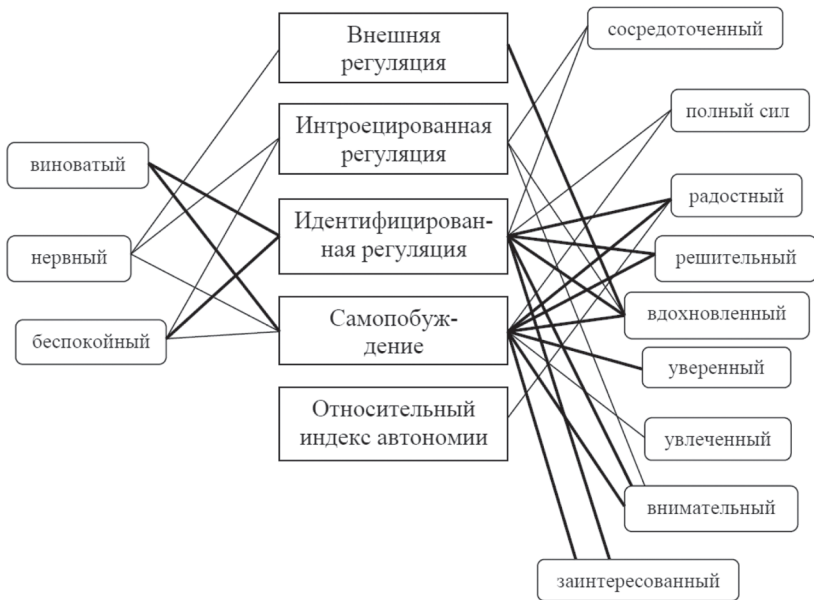 Внешняя
регуляция
Интроецированная
регуляция
Идентифицирован-
ная регуляция
Самопобуж-
дение
Относительный
индекс автономии
виноватый
нервный
беспокойный
сосредоточенный
полный сил
радостный
решительный
вдохновленный
уверенный
увлеченный
внимательный
заинтересованный